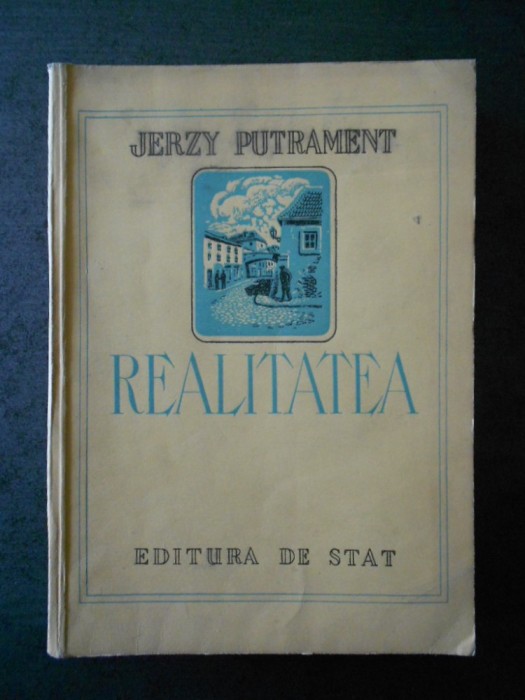 JERZY PUTRAMENT
REALITATEA
EDITURA DE STAT